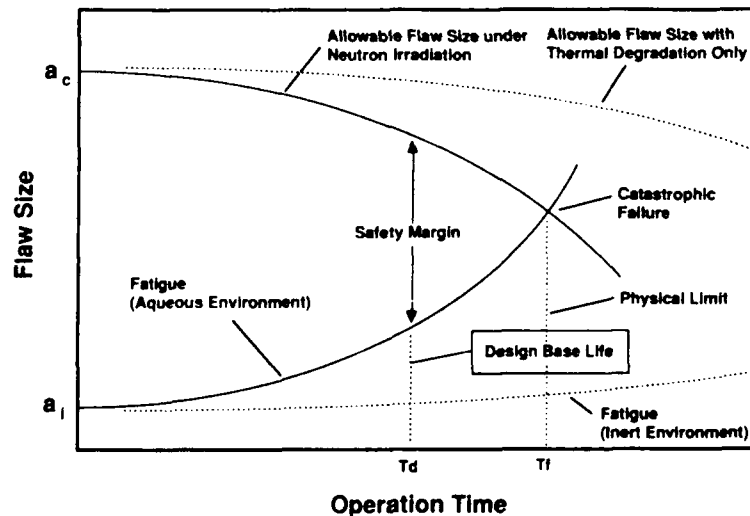 Allowable Flaw Size under
Neutron Irradiation
Allowable Flaw Size with
Thermal Degradation Only
a c
Flaw Size
Safety Margin
Catastrophic
Failure
Fatigue
(Aqueous Environment)
Physical Limit
Design Base Life
a i
Fatigue
(Inert Environment)
Td
Tf
Operation Time